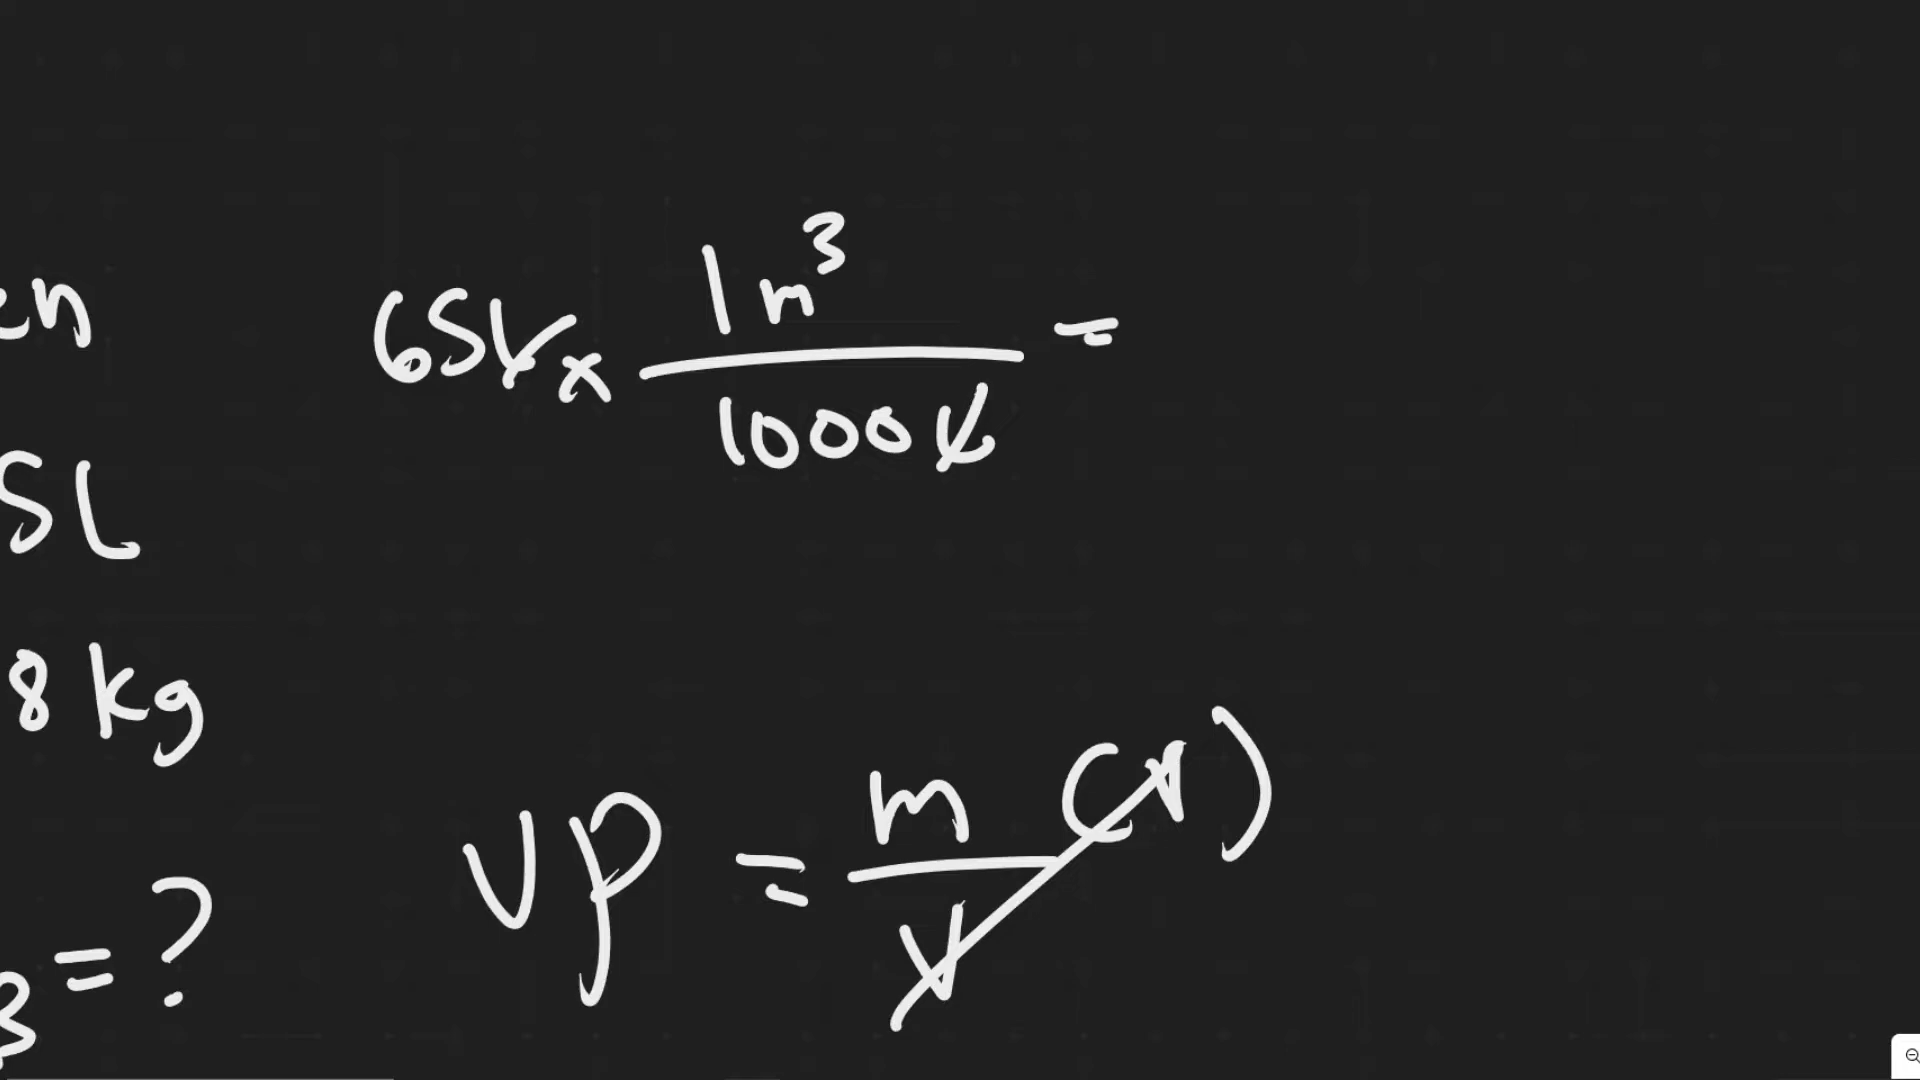 en
65L x 1m³ / 1000L =
5L
8 kg
Vρ = m (V) / V
3 = ?